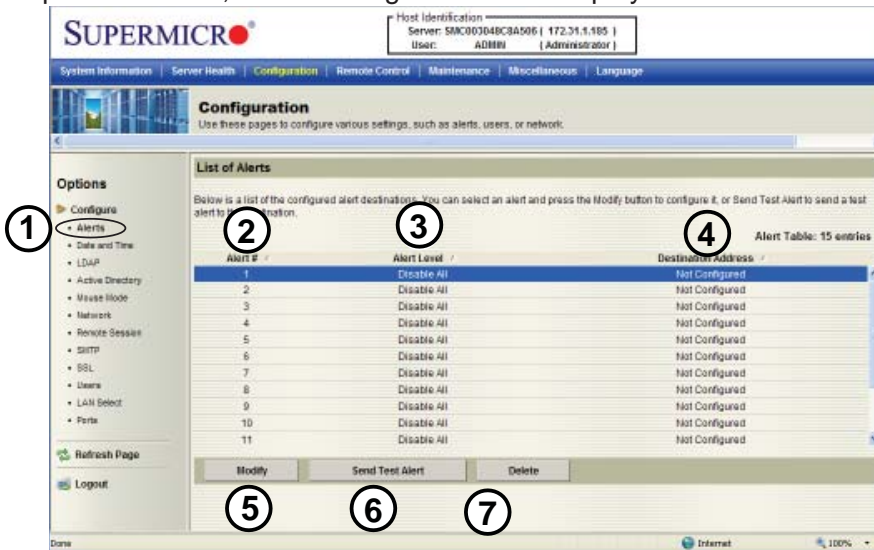 SUPERMICR
Host Identification
Server: SMC003048C8A506 ( 172.31.1.185 )
User: ADMIN ( Administrator )
System Information | Server Health | Configuration | Remote Control | Maintenance | Miscellaneous | Language
Configuration
Use these pages to configure various settings, such as alerts, users, or network.
List of Alerts
Options
Below is a list of the configured alert destinations. You can select an alert and press the Modify button to configure it, or Send Test Alert to send a test
alert to the destination.
Configure
1
Alerts
Date and Time
LDAP
Active Directory
Mouse Mode
Network
Remote Session
SMTP
SSL
Users
LAN Select
Ports
Refresh Page
Logout
2
3
4
Alert Table: 15 entries
Alert # Alert Level Destination Address
1 Disable All Not Configured
2 Disable All Not Configured
3 Disable All Not Configured
4 Disable All Not Configured
5 Disable All Not Configured
6 Disable All Not Configured
7 Disable All Not Configured
8 Disable All Not Configured
9 Disable All Not Configured
10 Disable All Not Configured
11 Disable All Not Configured
Modify Send Test Alert Delete
5
6
7
Done Internet 100%